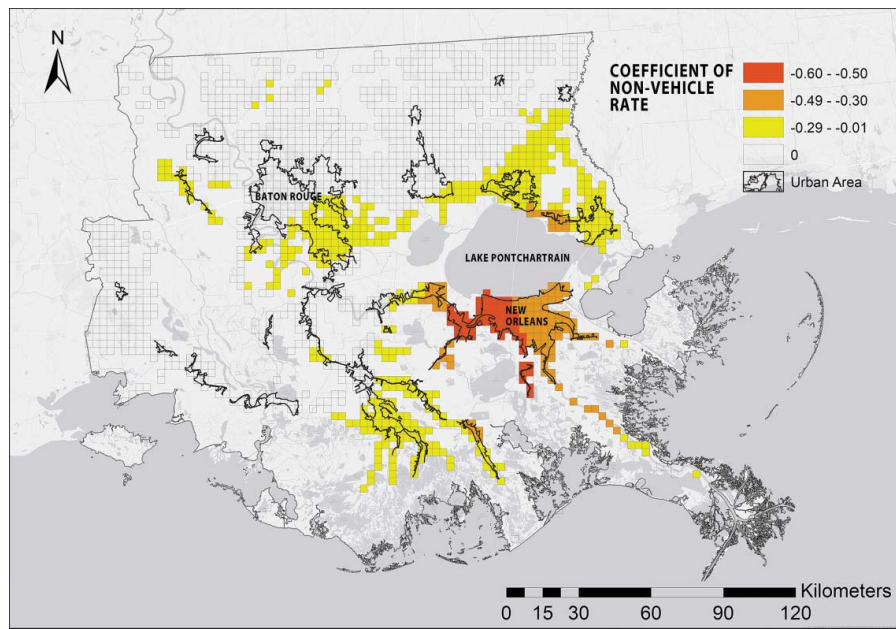 N
COEFFICIENT OF
NON-VEHICLE
RATE
-0.60 - -0.50
-0.49 - -0.30
-0.29 - -0.01
0
Urban Area
BATON ROUGE
LAKE PONTCHARTRAIN
NEW
ORLEANS
Kilometers
0 15 30 60 90 120